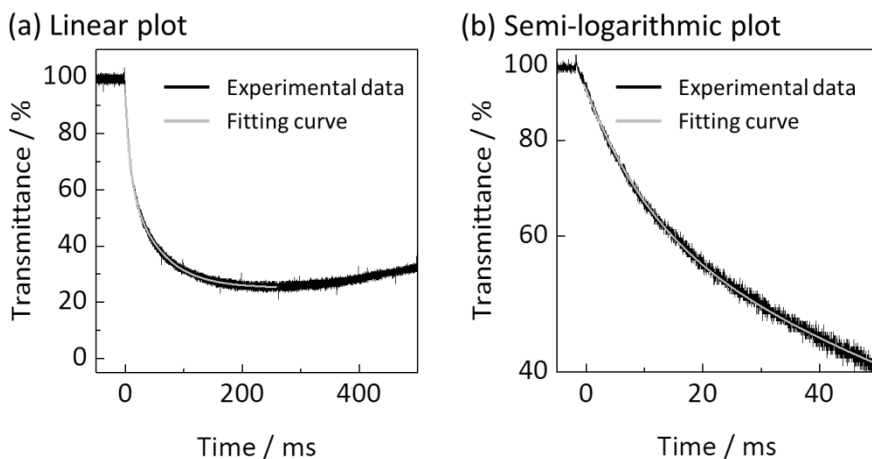 (a) Linear plot
100
80
60
40
20
0
Transmittance / %
Experimental data
Fitting curve
0
200
400
Time / ms
(b) Semi-logarithmic plot
100
80
60
40
Transmittance / %
Experimental data
Fitting curve
0
20
40
Time / ms